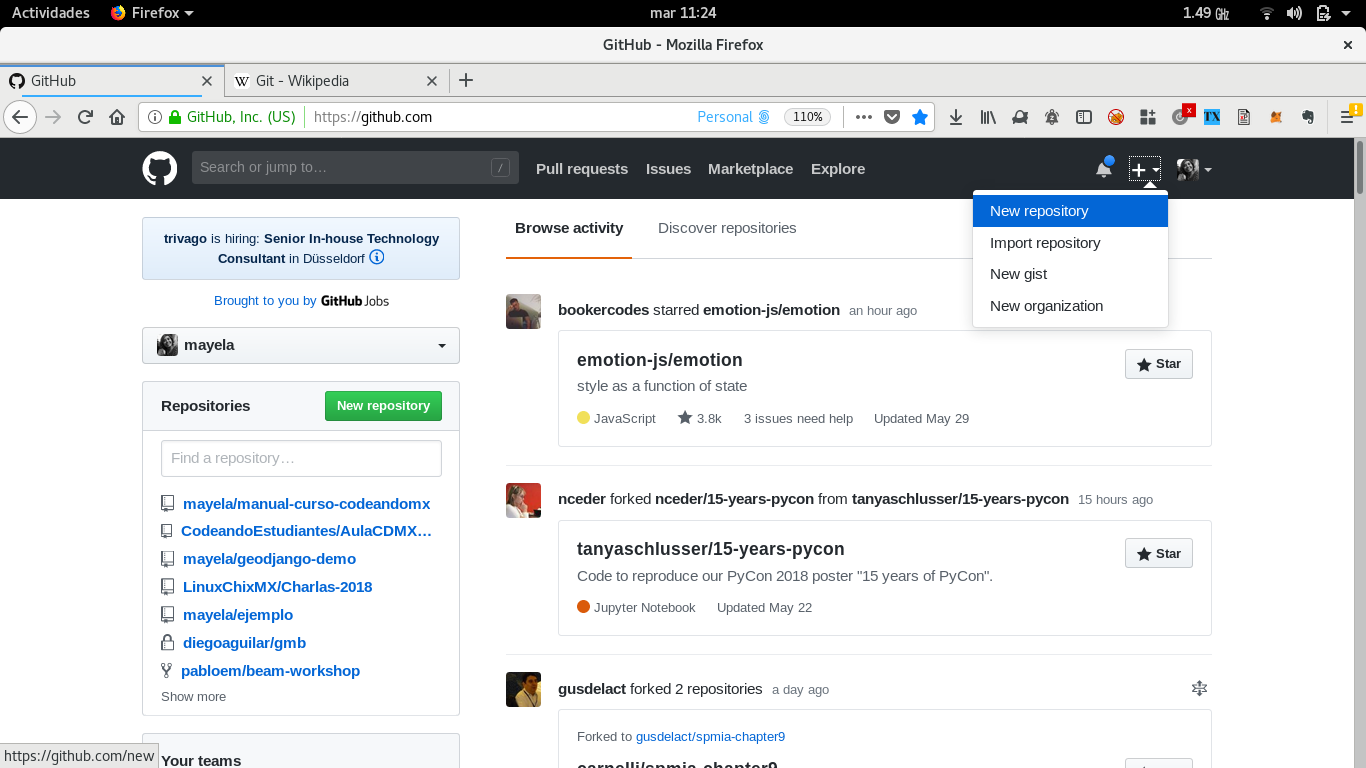 Actividades Firefox mar 11:24 1.49 GHz
GitHub - Mozilla Firefox
GitHub Git - Wikipedia
GitHub, Inc. (US) https://github.com Personal 110%
Search or jump to… / Pull requests Issues Marketplace Explore
New repository
Import repository
New gist
New organization
trivago is hiring: Senior In-house Technology
Consultant in Düsseldorf
Brought to you by GitHub Jobs
mayela
Repositories New repository
Find a repository…
mayela/manual-curso-codeandomx
CodeandoEstudiantes/AulaCDMX…
mayela/geodjango-demo
LinuxChixMX/Charlas-2018
mayela/ejemplo
diegoaguilar/gmb
pabloem/beam-workshop
Show more
Your teams
Browse activity Discover repositories
bookercodes starred emotion-js/emotion an hour ago
emotion-js/emotion Star
style as a function of state
JavaScript 3.8k 3 issues need help Updated May 29
nceder forked nceder/15-years-pycon from tanyaschlusser/15-years-pycon 15 hours ago
tanyaschlusser/15-years-pycon Star
Code to reproduce our PyCon 2018 poster "15 years of PyCon".
Jupyter Notebook Updated May 22
gusdelact forked 2 repositories a day ago
Forked to gusdelact/spmia-chapter9
carnelli/spmia-chapter9
https://github.com/new